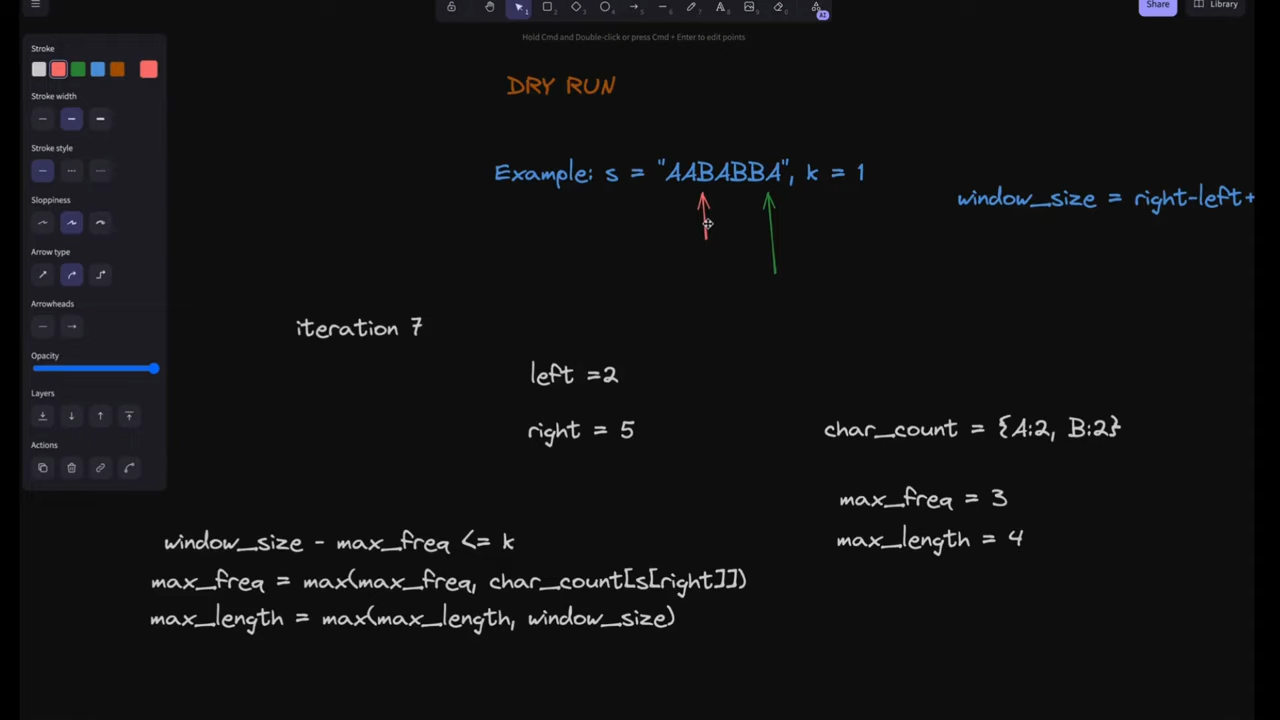 Share
Library
Hold Cmd and Double-click or press Cmd + Enter to edit points
Stroke
Stroke width
Stroke style
Sloppiness
Arrow type
Arrowheads
Opacity
Layers
Actions
AI
DRY RUN
Example: s = "AABABBA", k = 1
window_size = right-left+
iteration 7
left =2
right = 5
char_count = {A:2, B:2}
max_freq = 3
max_length = 4
window_size - max_freq <= k
max_freq = max(max_freq, char_count[s[right]])
max_length = max(max_length, window_size)